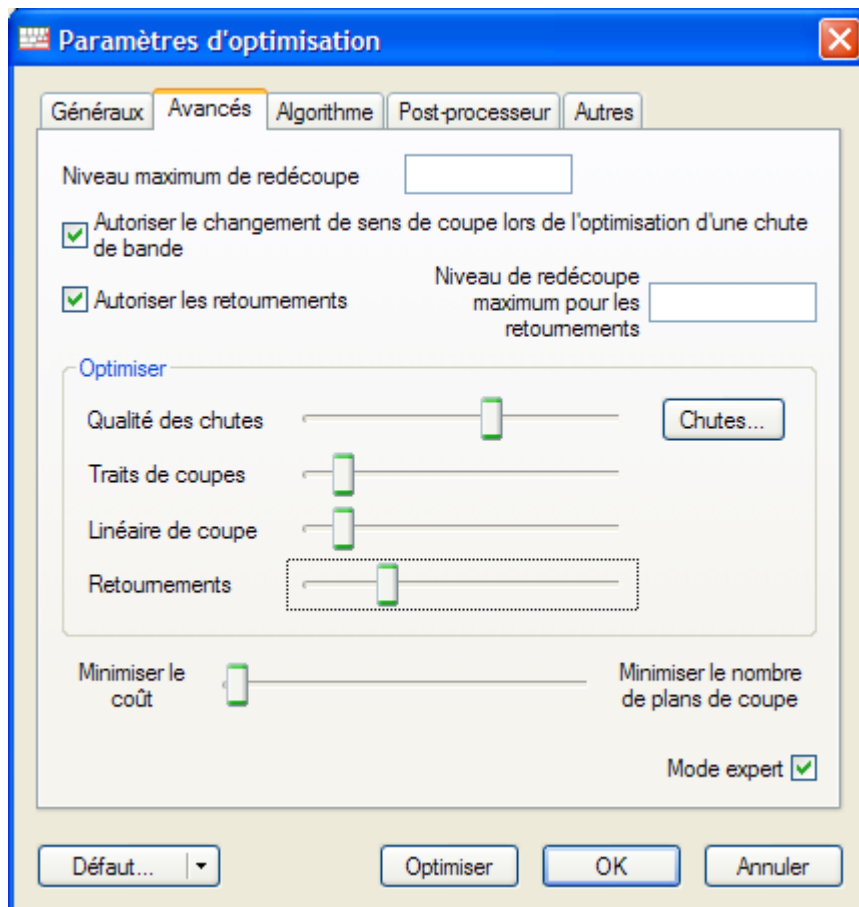 Paramètres d'optimisation
Généraux Avancés Algorithme Post-processeur Autres
Niveau maximum de redécoupe
Autoriser le changement de sens de coupe lors de l'optimisation d'une chute
de bande
Autoriser les retournements
Niveau de redécoupe
maximum pour les
retournements
Optimiser
Qualité des chutes
Chutes...
Traits de coupes
Linéaire de coupe
Retournements
Minimiser le
coût
Minimiser le nombre
de plans de coupe
Mode expert
Défaut... Optimiser OK Annuler